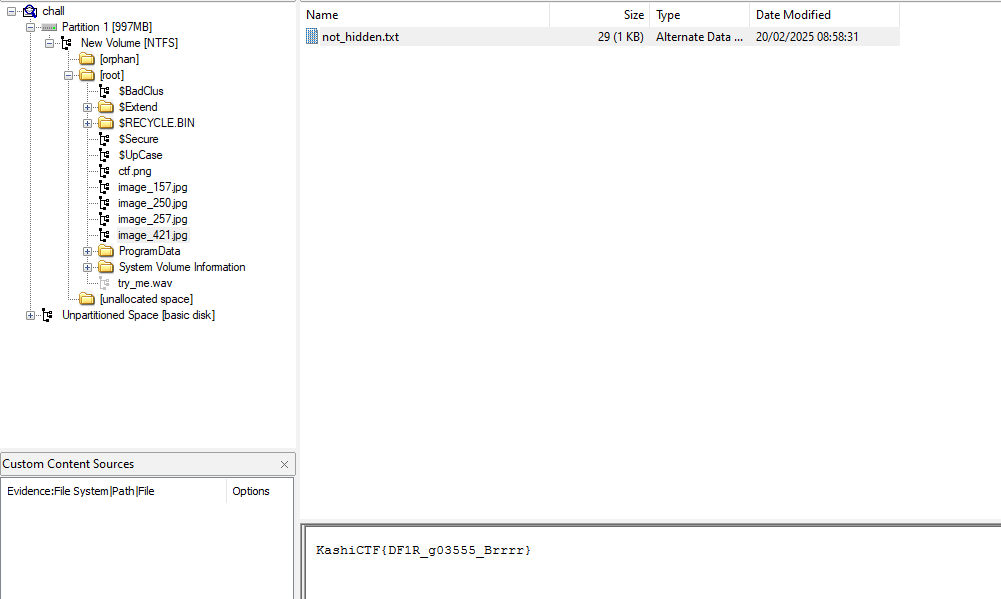 chall
Partition 1 [997MB]
New Volume [NTFS]
[orphan]
[root]
$BadClus
$Extend
$RECYCLE.BIN
$Secure
$UpCase
ctf.png
image_157.jpg
image_250.jpg
image_257.jpg
image_421.jpg
ProgramData
System Volume Information
try_me.wav
[unallocated space]
Unpartitioned Space [basic disk]
Name Size Type Date Modified
not_hidden.txt 29 (1 KB) Alternate Data ... 20/02/2025 08:58:31
Custom Content Sources
Evidence:File System|Path|File Options
KashiCTF{DF1R_g03555_Brrrr}